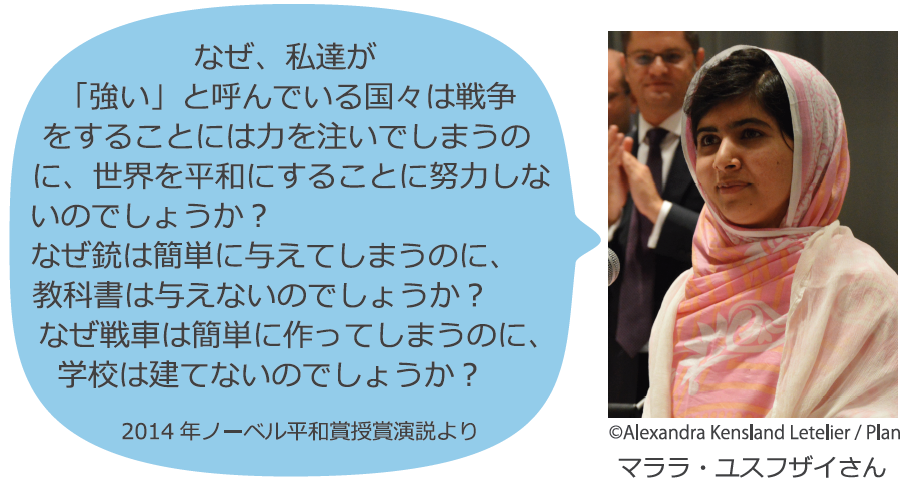 なぜ、私達が
「強い」と呼んでいる国々は戦争
をすることには力を注いでしまうの
に、世界を平和にすることに努力しな
いのでしょうか？
なぜ銃は簡単に与えてしまうのに、
教科書は与えないのでしょうか？
なぜ戦車は簡単に作ってしまうのに、
学校は建てないのでしょうか？
2014 年ノーベル平和賞授賞演説より
©Alexandra Kensland Letelier / Plan
マララ・ユスフザイさん